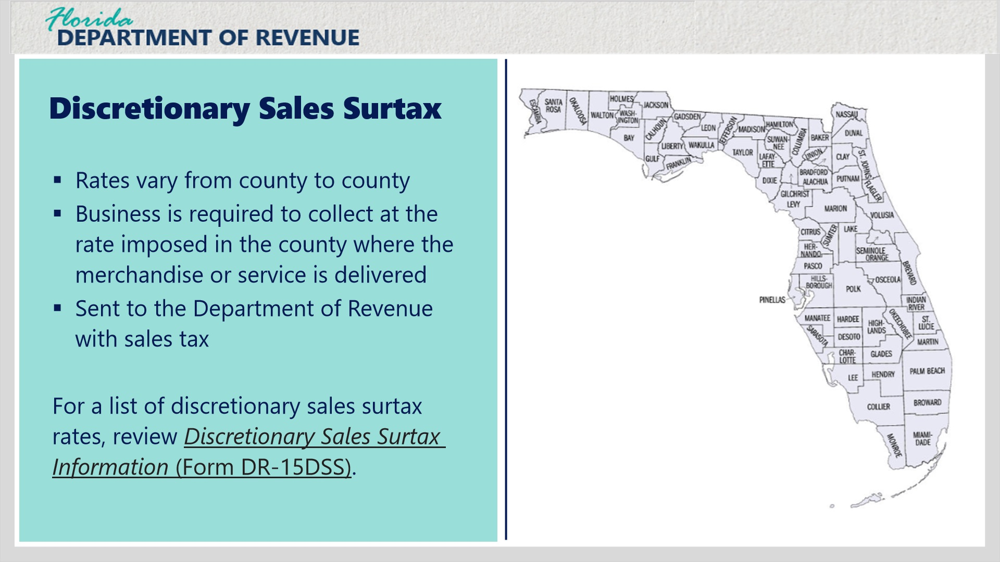 Florida
DEPARTMENT OF REVENUE
Discretionary Sales Surtax
▪ Rates vary from county to county
▪ Business is required to collect at the
rate imposed in the county where the
merchandise or service is delivered
▪ Sent to the Department of Revenue
with sales tax
For a list of discretionary sales surtax
rates, review Discretionary Sales Surtax
Information (Form DR-15DSS).
ESCAMBIA
SANTA
ROSA
OKALOOSA
WALTON
HOLMES
WASH-
INGTON
JACKSON
BAY
CALHOUN
GULF
GADSDEN
LIBERTY
FRANKLIN
LEON
WAKULLA
JEFFERSON
MADISON
TAYLOR
HAMILTON
SUWAN-
NEE
LAFAY-
ETTE
DIXIE
COLUMBIA
BAKER
UNION
BRADFORD
ALACHUA
GILCHRIST
LEVY
NASSAU
DUVAL
CLAY
ST. JOHNS
PUTNAM
FLAGLER
MARION
VOLUSIA
CITRUS
SUMTER
LAKE
HER-
NANDO
SEMINOLE
ORANGE
PASCO
BREVARD
HILLS-
BOROUGH
POLK
OSCEOLA
PINELLAS
INDIAN
RIVER
MANATEE
HARDEE
HIGH-
LANDS
OKEECHOBEE
ST.
LUCIE
SARASOTA
DESOTO
MARTIN
CHAR-
LOTTE
GLADES
LEE
HENDRY
PALM BEACH
COLLIER
BROWARD
MONROE
MIAMI-
DADE